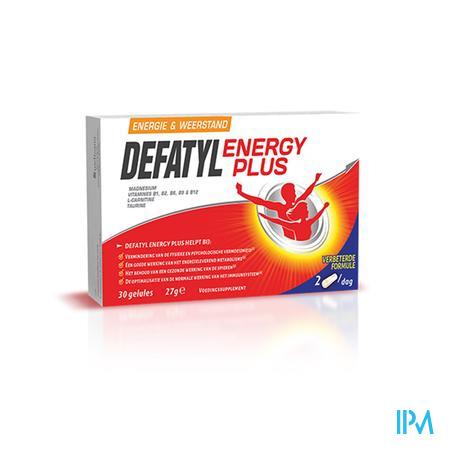 ENERGIE & WEERSTAND
DEFATYL ENERGY PLUS
MAGNESIUM
VITAMINES B1, B2, B6, B9 & B12
L-CARNITINE
TAURINE
DEFATYL ENERGY PLUS HELPT BIJ:
VERMINDERING VAN DE FYSIEKE EN PSYCHOLOGISCHE VERMOEIDHEID
EEN GOEDE WERKING VAN HET ENERGIELEVEREND METABOLISME
HET BEHOUD VAN EEN GEZONDE WERKING VAN DE SPIEREN
DE OPTIMALISATIE VAN DE NORMALE WERKING VAN HET IMMUUNSYSTEEM
VERBETERDE
FORMULE
2 /dag
30 gelules 27g e VOEDINGSSUPPLEMENT
IPM